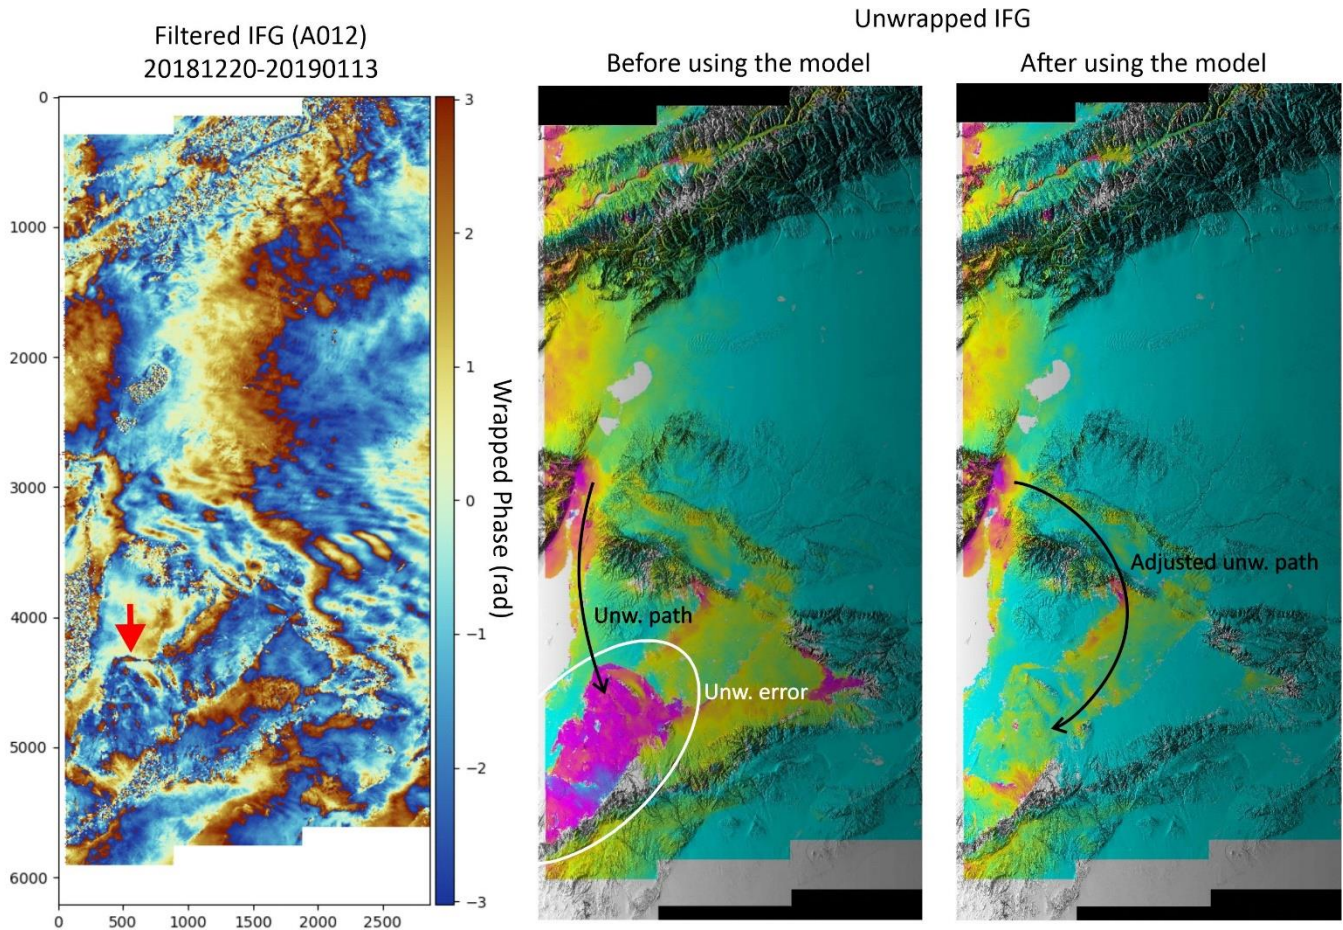 Filtered IFG (A012)
20181220-20190113
Unwrapped IFG
Before using the model
After using the model
0
1000
2000
3000
4000
5000
6000
0
500
1000
1500
2000
2500
3
2
1
0
−1
−2
−3
Wrapped Phase (rad)
Unw. path
Unw. error
Adjusted unw. path